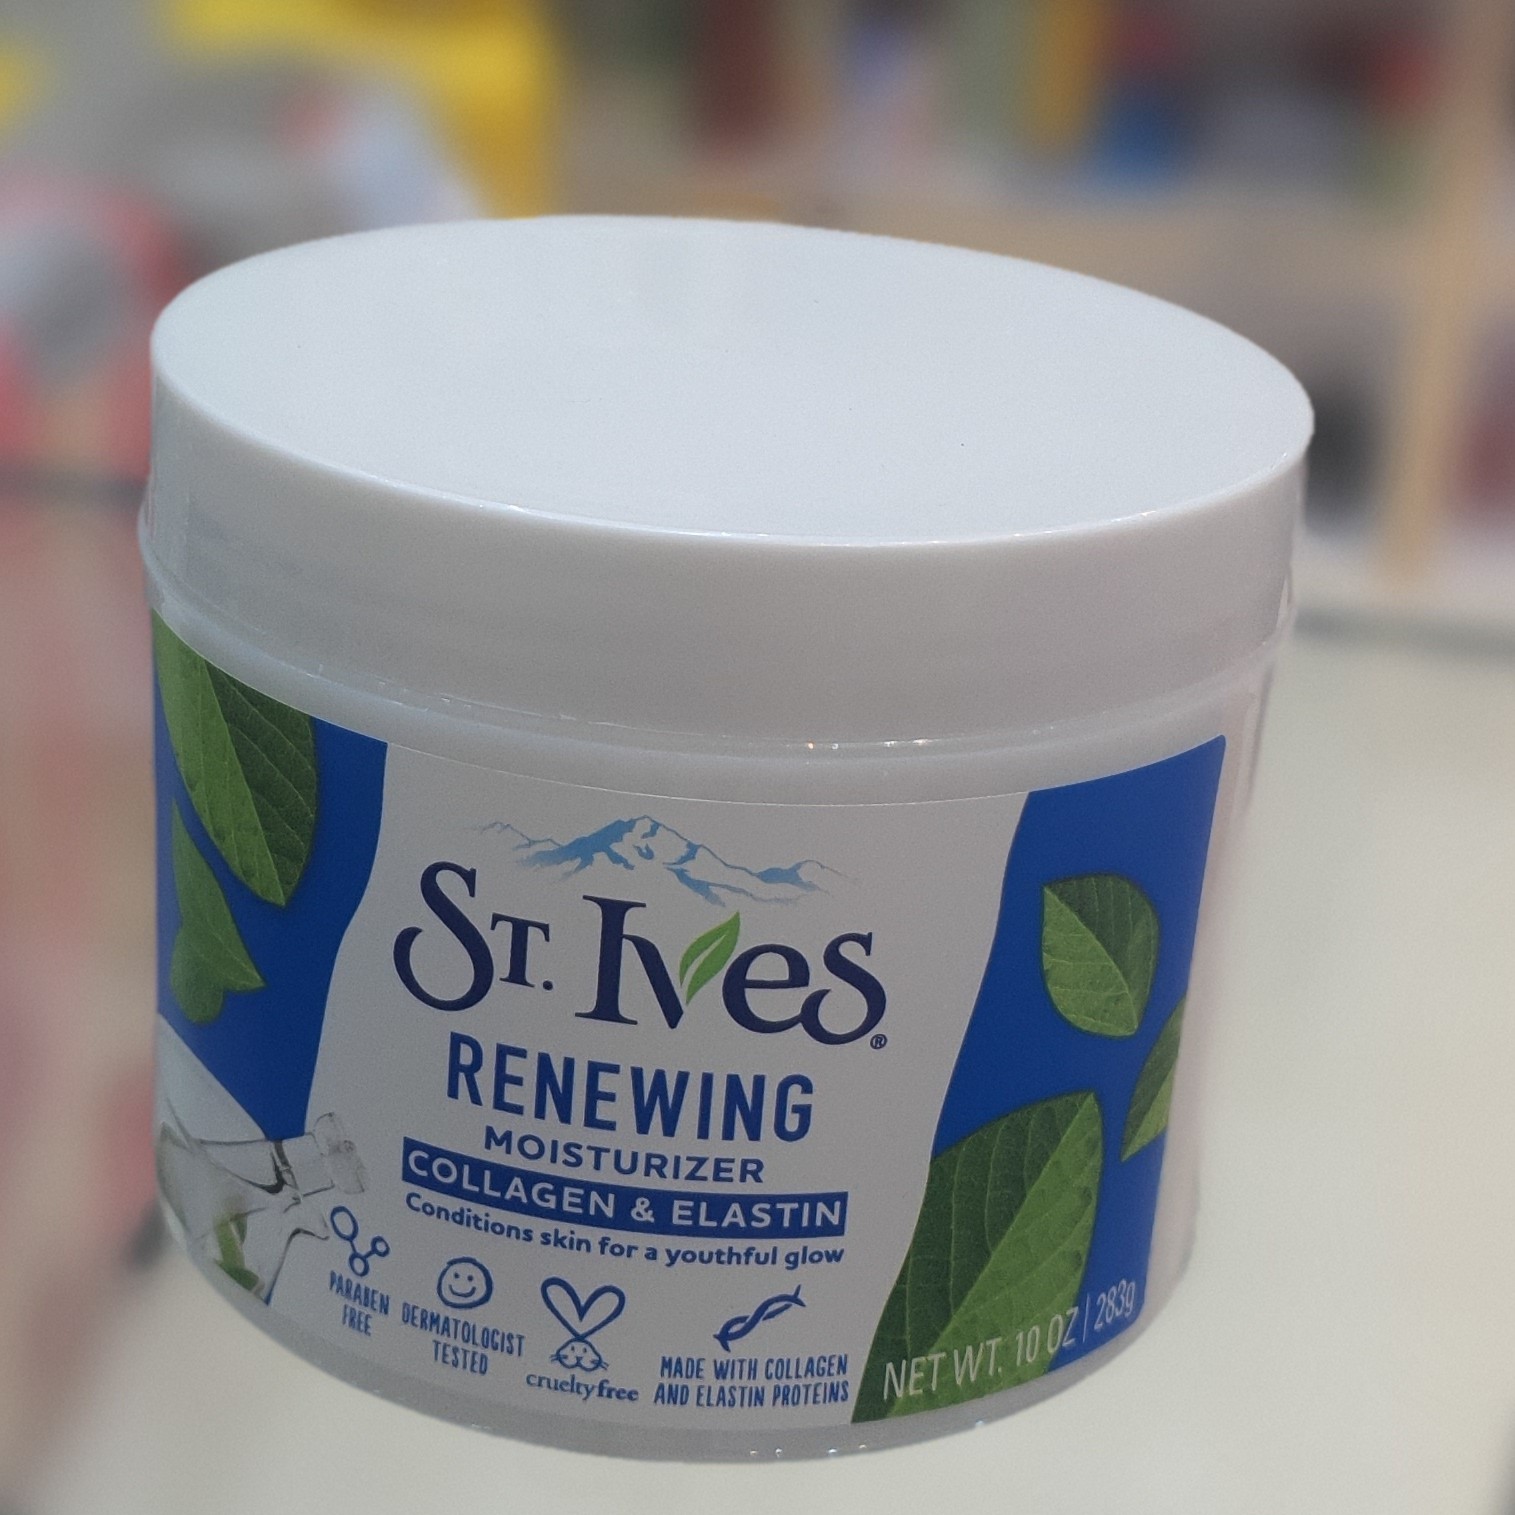 ST. IVES®
RENEWING
MOISTURIZER
COLLAGEN & ELASTIN
Conditions skin for a youthful glow
PARABEN
FREE
DERMATOLOGIST
TESTED
crueltyfree
MADE WITH COLLAGEN
AND ELASTIN PROTEINS
NET WT. 10 OZ | 283g